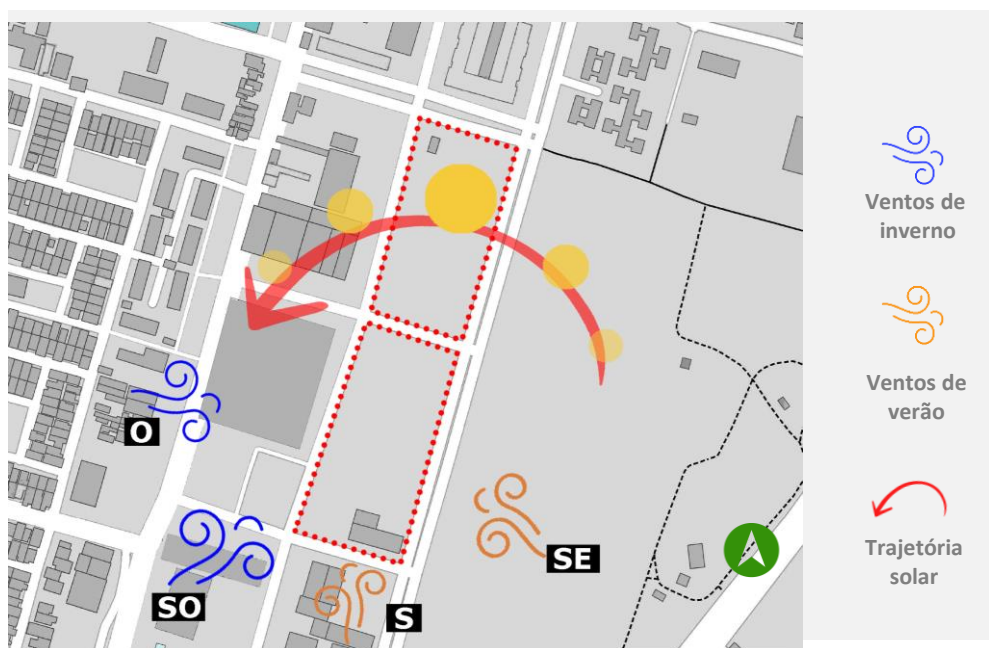 Ventos de
inverno
Ventos de
verão
Trajetória
solar
O
SO
SE
S